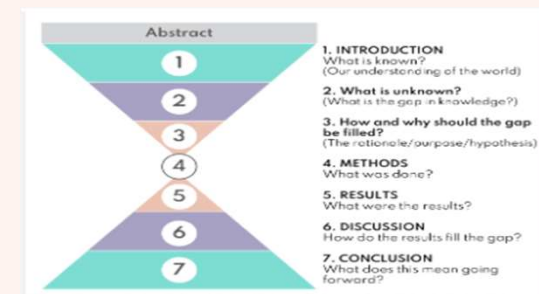 Abstract
1
2
3
4
5
6
7
1. INTRODUCTION
What is known?
(Our understanding of the world)
2. What is unknown?
(What is the gap in knowledge?)
3. How and why should the gap
be filled?
(The rationale/purpose/hypothesis)
4. METHODS
What was done?
5. RESULTS
What were the results?
6. DISCUSSION
How do the results fill the gap?
7. CONCLUSION
What does this mean going
forward?